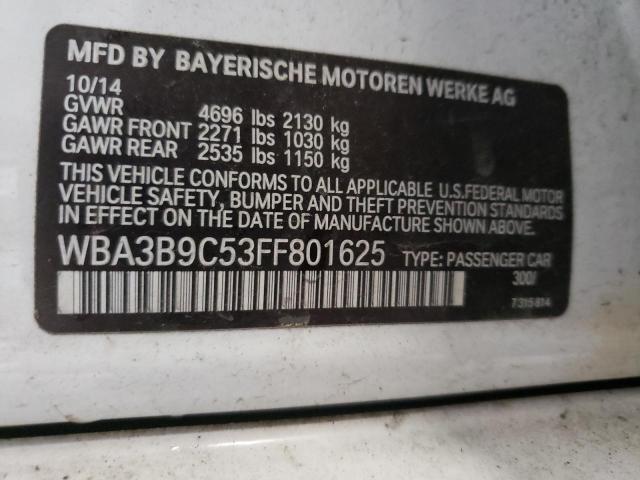 MFD BY BAYERISCHE MOTOREN WERKE AG
10/14
GVWR 4696 lbs 2130 kg
GAWR FRONT 2271 lbs 1030 kg
GAWR REAR 2535 lbs 1150 kg
THIS VEHICLE CONFORMS TO ALL APPLICABLE U.S.FEDERAL MOTOR
VEHICLE SAFETY, BUMPER AND THEFT PREVENTION STANDARDS
IN EFFECT ON THE DATE OF MANUFACTURE SHOWN ABOVE.
WBA3B9C53FF801625 TYPE: PASSENGER CAR
300/
7315814